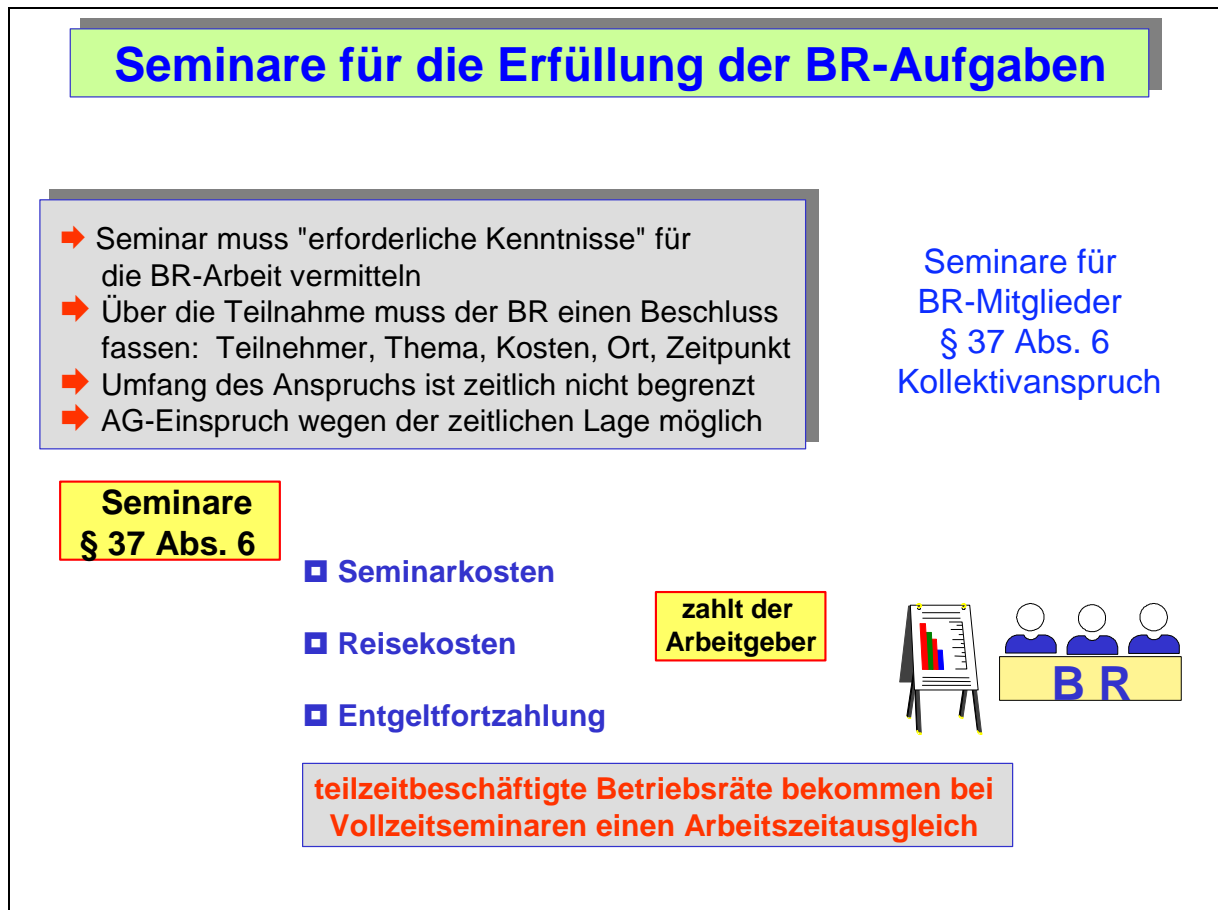 Seminare für die Erfüllung der BR-Aufgaben
Seminar muss "erforderliche Kenntnisse" für
die BR-Arbeit vermitteln
Über die Teilnahme muss der BR einen Beschluss
fassen: Teilnehmer, Thema, Kosten, Ort, Zeitpunkt
Umfang des Anspruchs ist zeitlich nicht begrenzt
AG-Einspruch wegen der zeitlichen Lage möglich
Seminare für
BR-Mitglieder
§ 37 Abs. 6
Kollektivanspruch
Seminare
§ 37 Abs. 6
Seminarkosten
Reisekosten
Entgeltfortzahlung
zahlt der
Arbeitgeber
B R
teilzeitbeschäftigte Betriebsräte bekommen bei
Vollzeitseminaren einen Arbeitszeitausgleich